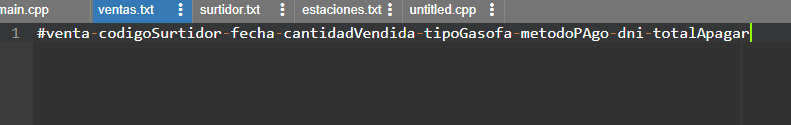 main.cpp ventas.txt surtidor.txt estaciones.txt untitled.cpp
1 #venta-codigoSurtidor-fecha-cantidadVendida-tipoGasofa-metodoPAgo-dni-totalApagar